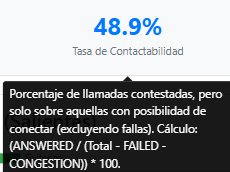 48.9%
Tasa de Contactabilidad
Porcentaje de llamadas contestadas, pero
solo sobre aquellas con posibilidad de
conectar (excluyendo fallas). Cálculo:
(ANSWERED / (Total - FAILED -
CONGESTION)) * 100.